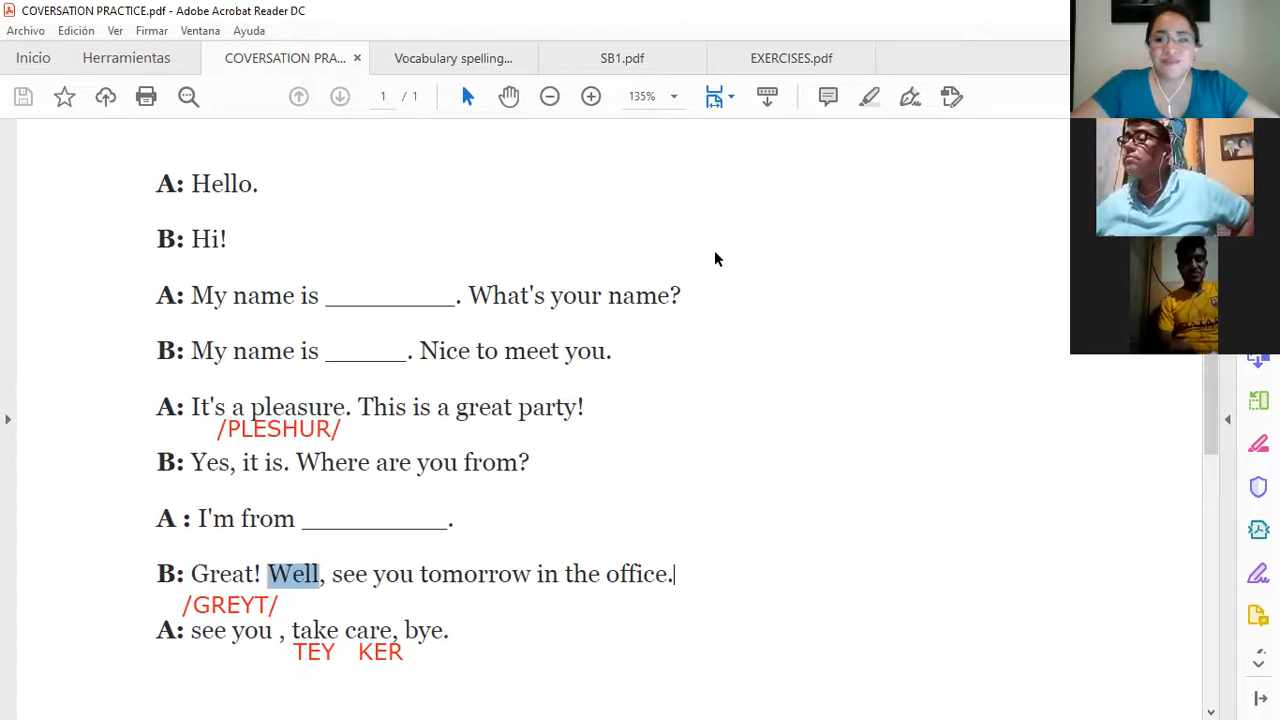 COVERSATION PRACTICE.pdf - Adobe Acrobat Reader DC
Archivo Edición Ver Firmar Ventana Ayuda
Inicio Herramientas COVERSATION PRA... × Vocabulary spelling... SB1.pdf EXERCISES.pdf
1 / 1 135%
A: Hello.
B: Hi!
A: My name is __________. What's your name?
B: My name is ______. Nice to meet you.
A: It's a pleasure. This is a great party!
/PLESHUR/
B: Yes, it is. Where are you from?
A : I'm from ___________.
B: Great! Well, see you tomorrow in the office.
/GREYT/
A: see you , take care, bye.
TEY KER